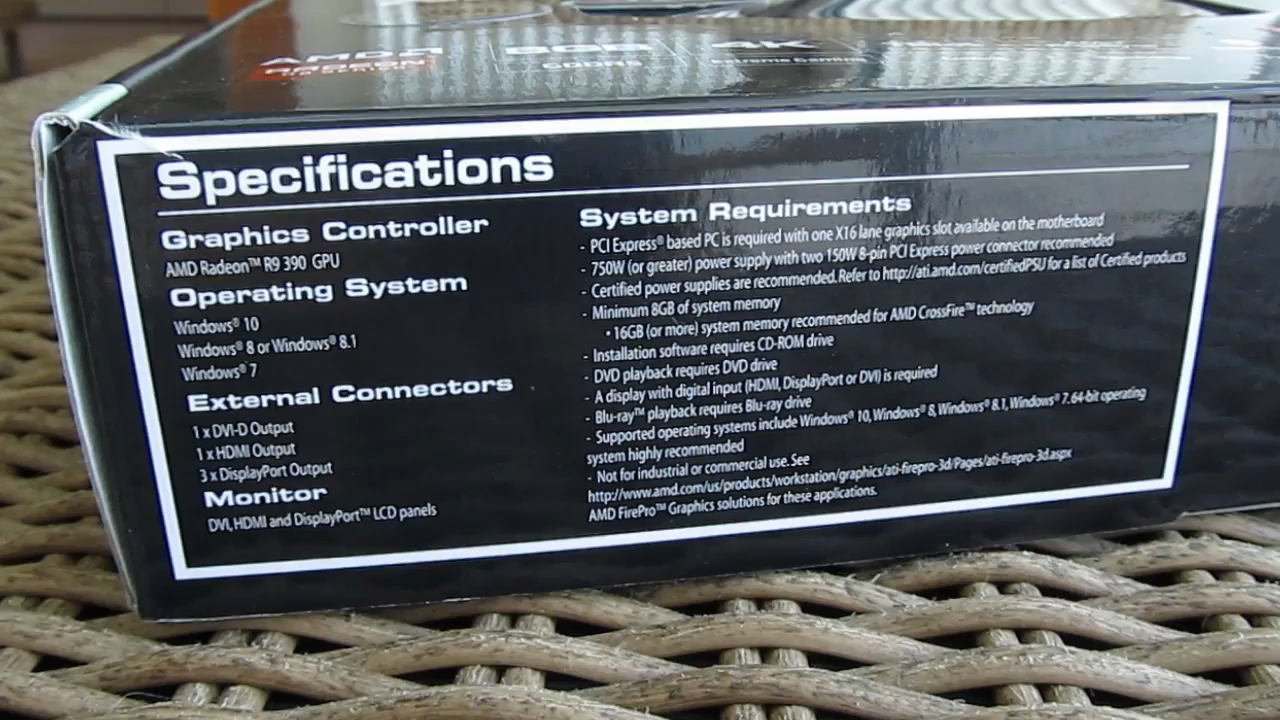 AMD
RADEON
8GB
GDDR5
4K
Extreme Gaming
Specifications
Graphics Controller
AMD Radeon™ R9 390 GPU
Operating System
Windows® 10
Windows® 8 or Windows® 8.1
Windows® 7
External Connectors
1 x DVI-D Output
1 x HDMI Output
3 x DisplayPort Output
Monitor
DVI, HDMI and DisplayPort™ LCD panels
System Requirements
- PCI Express® based PC is required with one X16 lane graphics slot available on the motherboard
- 750W (or greater) power supply with two 150W 8-pin PCI Express power connector recommended
- Certified power supplies are recommended. Refer to http://ati.amd.com/certifiedPSU for a list of Certified products
- Minimum 8GB of system memory
• 16GB (or more) system memory recommended for AMD CrossFire™ technology
- Installation software requires CD-ROM drive
- DVD playback requires DVD drive
- A display with digital input (HDMI, DisplayPort or DVI) is required
- Blu-ray™ playback requires Blu-ray drive
- Supported operating systems include Windows® 10, Windows® 8, Windows® 8.1, Windows® 7. 64-bit operating
system highly recommended
- Not for industrial or commercial use. See
http://www.amd.com/us/products/workstation/graphics/ati-firepro-3d/Pages/ati-firepro-3d.aspx
AMD FirePro™ Graphics solutions for these applications.